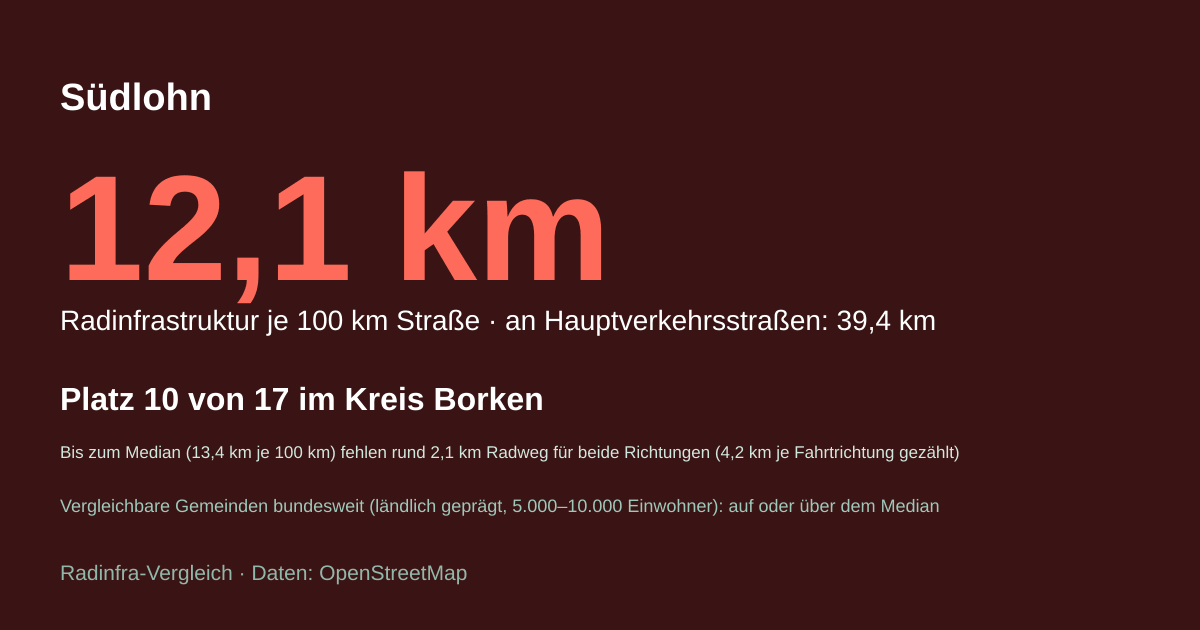 Südlohn
12,1 km
Radinfrastruktur je 100 km Straße · an Hauptverkehrsstraßen: 39,4 km
Platz 10 von 17 im Kreis Borken
Bis zum Median (13,4 km je 100 km) fehlen rund 2,1 km Radweg für beide Richtungen (4,2 km je Fahrtrichtung gezählt)
Vergleichbare Gemeinden bundesweit (ländlich geprägt, 5.000–10.000 Einwohner): auf oder über dem Median
Radinfra-Vergleich · Daten: OpenStreetMap